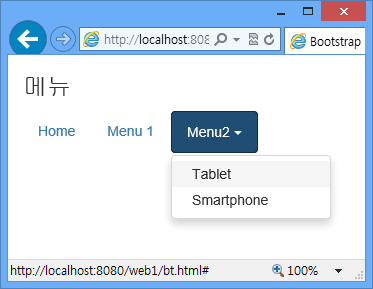 http://localhost:808
Bootstrap
메뉴
Home
Menu 1
Menu2
Tablet
Smartphone
http://localhost:8080/web1/bt.html#
100%